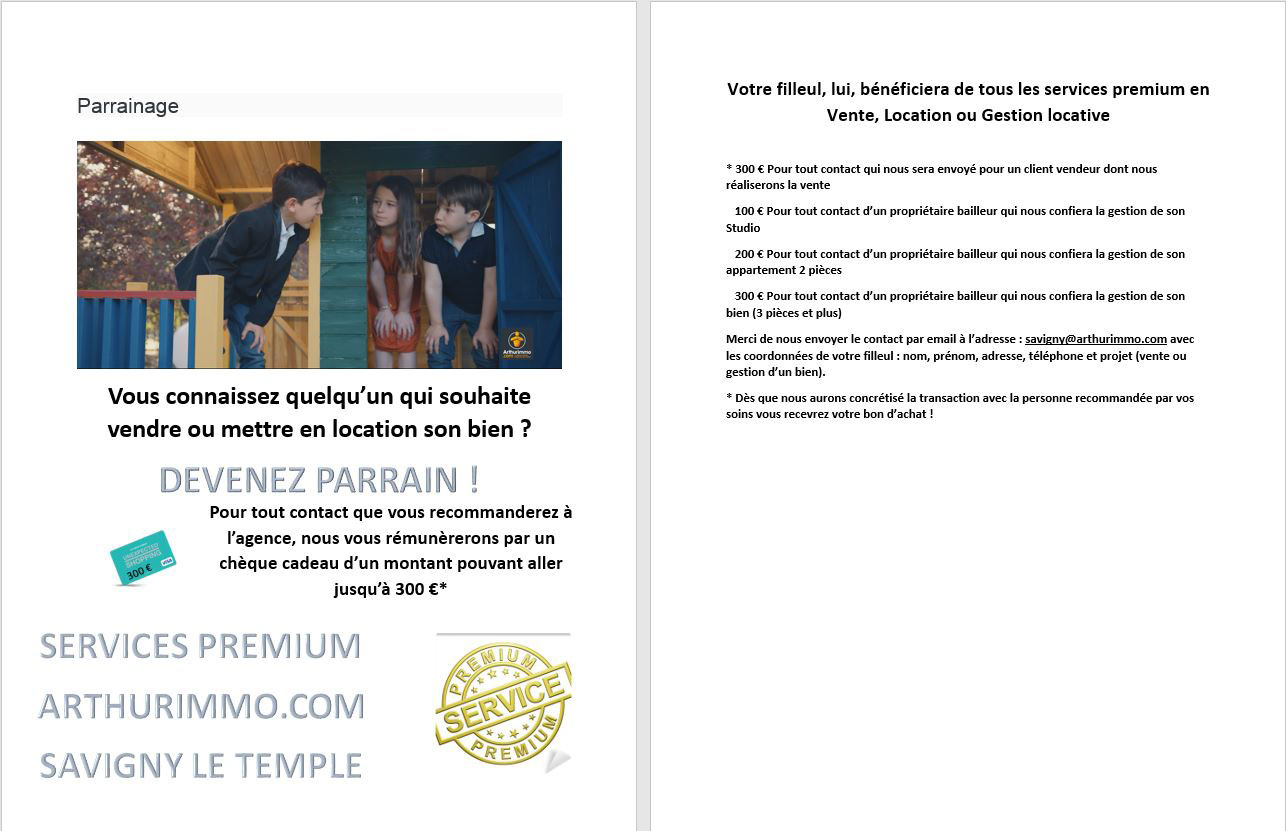 Parrainage
Arthurimmo
.com
Vous connaissez quelqu’un qui souhaite
vendre ou mettre en location son bien ?
DEVENEZ PARRAIN !
Pour tout contact que vous recommanderez à
l’agence, nous vous rémunèrerons par un
chèque cadeau d’un montant pouvant aller
jusqu’à 300 €*
UNEXPECTED
SHOPPING
300 €
VISA
SERVICES PREMIUM
ARTHURIMMO.COM
SAVIGNY LE TEMPLE
PREMIUM
SERVICE
PREMIUM
Votre filleul, lui, bénéficiera de tous les services premium en
Vente, Location ou Gestion locative
* 300 € Pour tout contact qui nous sera envoyé pour un client vendeur dont nous
réaliserons la vente
100 € Pour tout contact d’un propriétaire bailleur qui nous confiera la gestion de son
Studio
200 € Pour tout contact d’un propriétaire bailleur qui nous confiera la gestion de son
appartement 2 pièces
300 € Pour tout contact d’un propriétaire bailleur qui nous confiera la gestion de son
bien (3 pièces et plus)
Merci de nous envoyer le contact par email à l’adresse : savigny@arthurimmo.com avec
les coordonnées de votre filleul : nom, prénom, adresse, téléphone et projet (vente ou
gestion d’un bien).
* Dès que nous aurons concrétisé la transaction avec la personne recommandée par vos
soins vous recevrez votre bon d’achat !